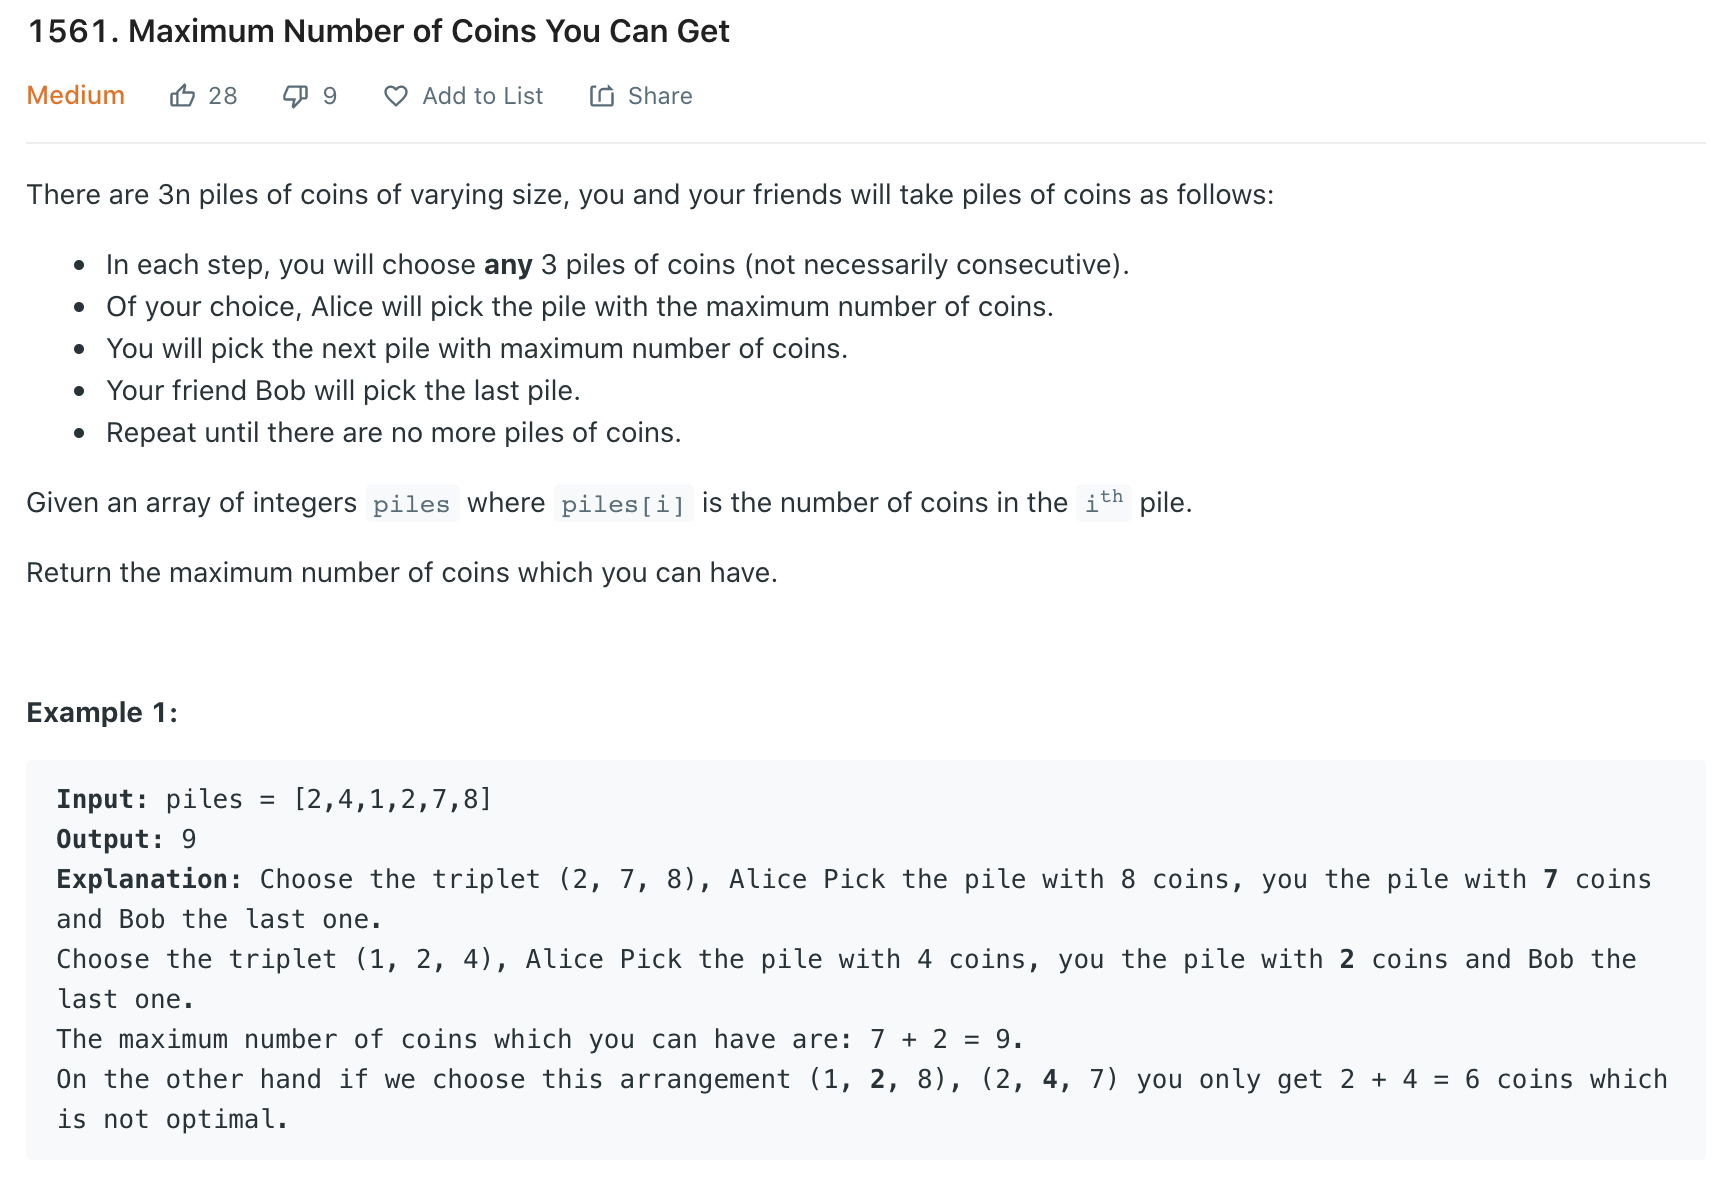 1561. Maximum Number of Coins You Can Get
Medium 28 9 Add to List Share
There are 3n piles of coins of varying size, you and your friends will take piles of coins as follows:
• In each step, you will choose any 3 piles of coins (not necessarily consecutive).
• Of your choice, Alice will pick the pile with the maximum number of coins.
• You will pick the next pile with maximum number of coins.
• Your friend Bob will pick the last pile.
• Repeat until there are no more piles of coins.
Given an array of integers piles where piles[i] is the number of coins in the ith pile.
Return the maximum number of coins which you can have.
Example 1:
Input: piles = [2,4,1,2,7,8]
Output: 9
Explanation: Choose the triplet (2, 7, 8), Alice Pick the pile with 8 coins, you the pile with 7 coins
and Bob the last one.
Choose the triplet (1, 2, 4), Alice Pick the pile with 4 coins, you the pile with 2 coins and Bob the
last one.
The maximum number of coins which you can have are: 7 + 2 = 9.
On the other hand if we choose this arrangement (1, 2, 8), (2, 4, 7) you only get 2 + 4 = 6 coins which
is not optimal.